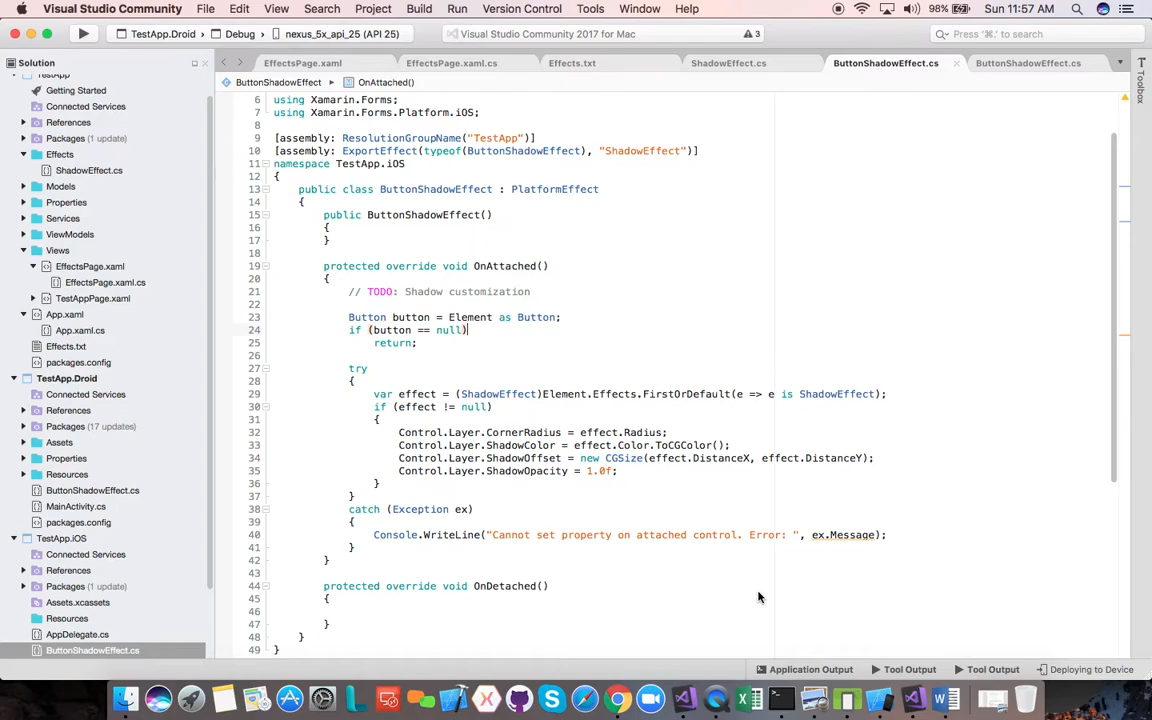 Visual Studio Community File Edit View Search Project Build Run Version Control Tools Window Help 98% Sun 11:57 AM
TestApp.Droid Debug nexus_5x_api_25 (API 25) Visual Studio Community 2017 for Mac 3 Press '⌘.' to search
Solution
EffectsPage.xaml EffectsPage.xaml.cs Effects.txt ShadowEffect.cs ButtonShadowEffect.cs ButtonShadowEffect.cs
ButtonShadowEffect OnAttached()
Toolbox
TestApp
Getting Started
Connected Services
References
Packages (1 update)
Effects
ShadowEffect.cs
Models
Properties
Services
ViewModels
Views
EffectsPage.xaml
EffectsPage.xaml.cs
TestAppPage.xaml
App.xaml
App.xaml.cs
Effects.txt
packages.config
TestApp.Droid
Connected Services
References
Packages (17 updates)
Assets
Properties
Resources
ButtonShadowEffect.cs
MainActivity.cs
packages.config
TestApp.iOS
Connected Services
References
Packages (1 update)
Assets.xcassets
Resources
AppDelegate.cs
ButtonShadowEffect.cs
6 using Xamarin.Forms;
7 using Xamarin.Forms.Platform.iOS;
8
9 [assembly: ResolutionGroupName("TestApp")]
10 [assembly: ExportEffect(typeof(ButtonShadowEffect), "ShadowEffect")]
11 namespace TestApp.iOS
12 {
13 public class ButtonShadowEffect : PlatformEffect
14 {
15 public ButtonShadowEffect()
16 {
17 }
18
19 protected override void OnAttached()
20 {
21 // TODO: Shadow customization
22
23 Button button = Element as Button;
24 if (button == null)
25 return;
26
27 try
28 {
29 var effect = (ShadowEffect)Element.Effects.FirstOrDefault(e => e is ShadowEffect);
30 if (effect != null)
31 {
32 Control.Layer.CornerRadius = effect.Radius;
33 Control.Layer.ShadowColor = effect.Color.ToCGColor();
34 Control.Layer.ShadowOffset = new CGSize(effect.DistanceX, effect.DistanceY);
35 Control.Layer.ShadowOpacity = 1.0f;
36 }
37 }
38 catch (Exception ex)
39 {
40 Console.WriteLine("Cannot set property on attached control. Error: ", ex.Message);
41 }
42 }
43
44 protected override void OnDetached()
45 {
46
47 }
48 }
49 }
Application Output Tool Output Tool Output Deploying to Device